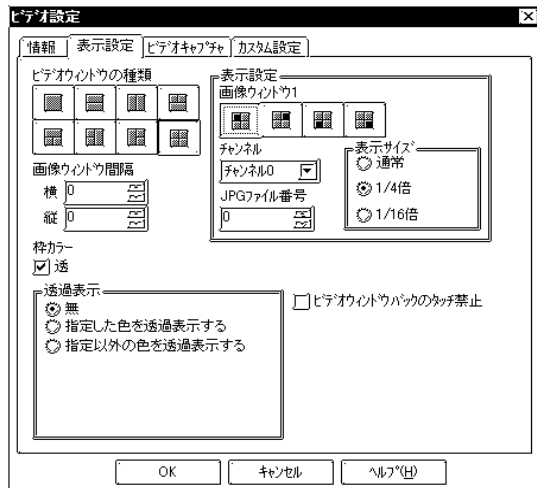 ビデオ設定
情報 表示設定 ビデオキャプチャ カスタム設定
ビデオウィンドウの種類
表示設定
画像ウィンドウ1
チャンネル
チャンネル0
JPGファイル番号
0
表示サイズ
通常
1/4倍
1/16倍
画像ウィンドウ間隔
横 0
縦 0
枠カラー
透
透過表示
無
指定した色を透過表示する
指定以外の色を透過表示する
ビデオウィンドウバックのタッチ禁止
OK キャンセル ヘルプ(H)